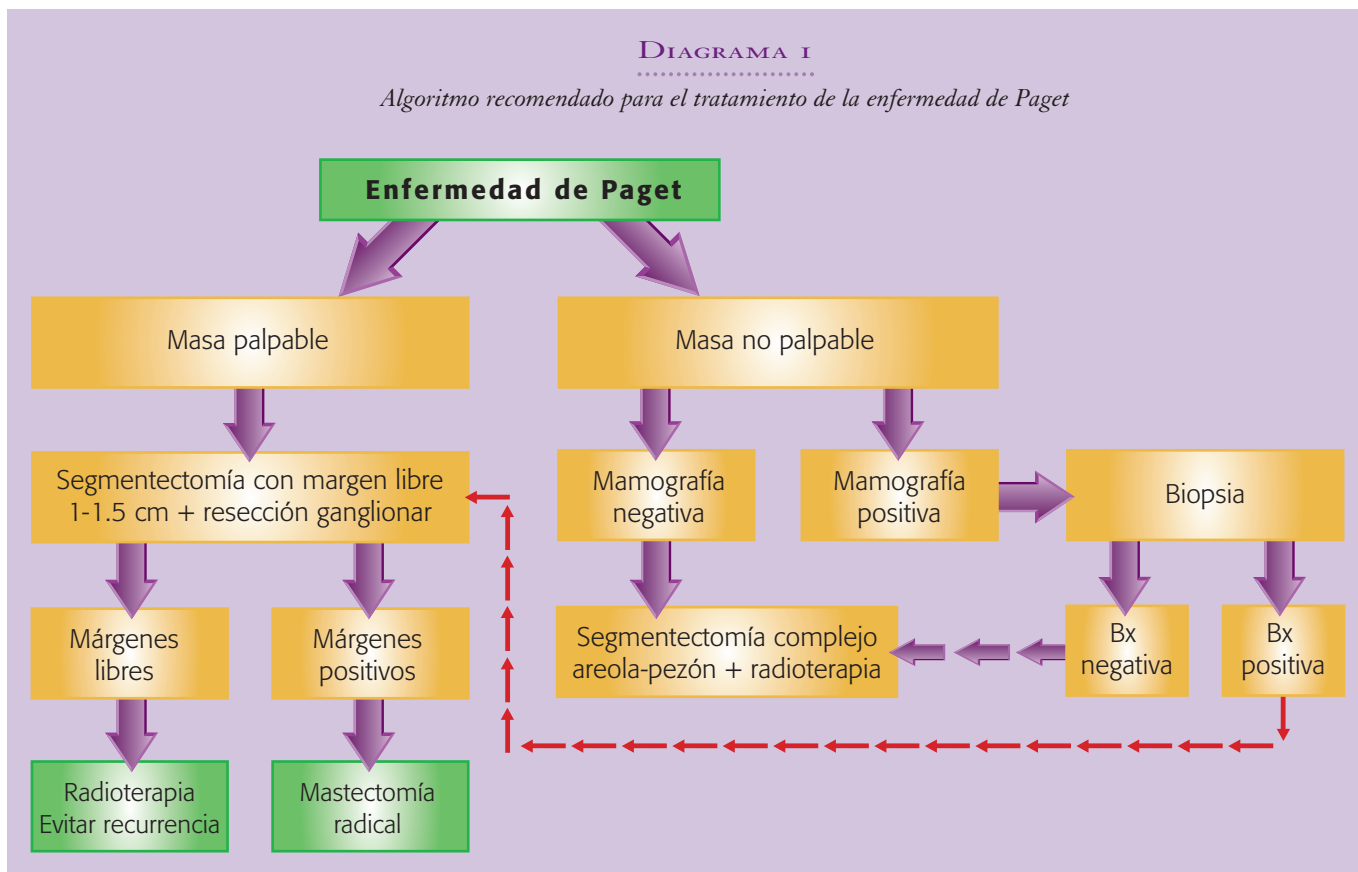 Diagrama 1
Algoritmo recomendado para el tratamiento de la enfermedad de Paget
Enfermedad de Paget
Masa palpable
Masa no palpable
Segmentectomía con margen libre
1-1.5 cm + resección ganglionar
Mamografía
negativa
Mamografía
positiva
Biopsia
Márgenes
libres
Márgenes
positivos
Segmentectomía complejo
areola-pezón + radioterapia
Bx
negativa
Bx
positiva
Radioterapia
Evitar recurrencia
Mastectomía
radical